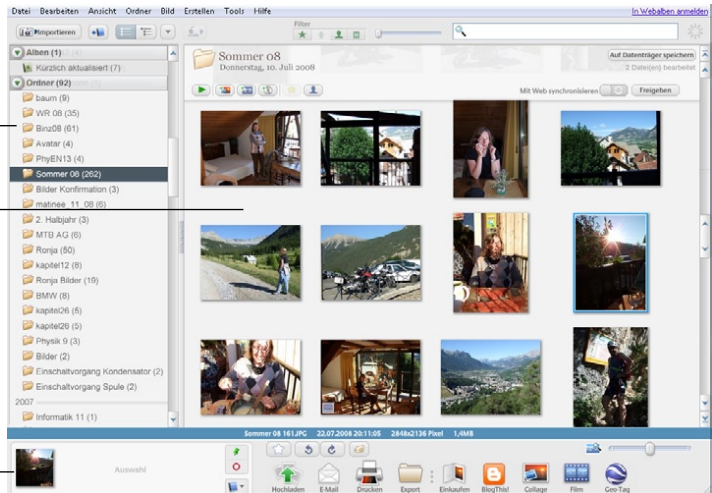 Datei Bearbeiten Ansicht Ordner Bild Erstellen Tools Hilfe In Webalben anmelden
Importieren Filter
Alben (1)
Kürzlich aktualisiert (7)
Ordner (92)
baum (9)
WR 08 (35)
Binz08 (61)
Avatar (4)
PhyEN13 (4)
Sommer 08 (262)
Bilder Konfirmation (3)
matinee_11_08 (6)
2. Halbjahr (3)
MTB AG (6)
Ronja (50)
kapitel12 (8)
Ronja Bilder (19)
BMW (8)
kapitel26 (5)
kapitel26 (5)
Physik 9 (3)
Bilder (2)
Einschaltvorgang Kondensator (2)
Einschaltvorgang Spule (2)
2007
Informatik 11 (1)
Sommer 08
Donnerstag, 10. Juli 2008
Auf Datenträger speichern
2 Datei(en) bearbeitet
Mit Web synchronisieren Freigeben
Sommer 08 161.JPG 22.07.2008 20:11:05 2848x2136 Pixel 1,4MB
Auswahl
Hochladen E-Mail Drucken Export Einkaufen BlogThis! Collage Film Geo-Tag